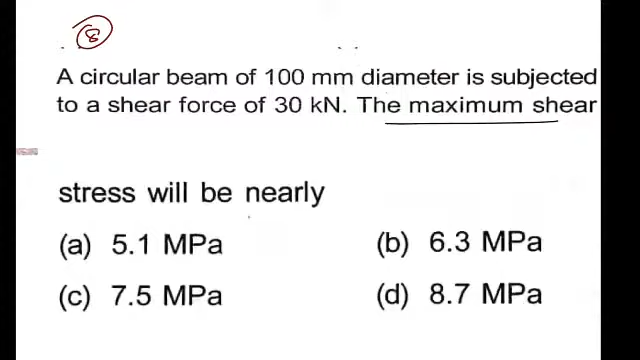 8
A circular beam of 100 mm diameter is subjected
to a shear force of 30 kN. The maximum shear
stress will be nearly
(a) 5.1 MPa
(b) 6.3 MPa
(c) 7.5 MPa
(d) 8.7 MPa